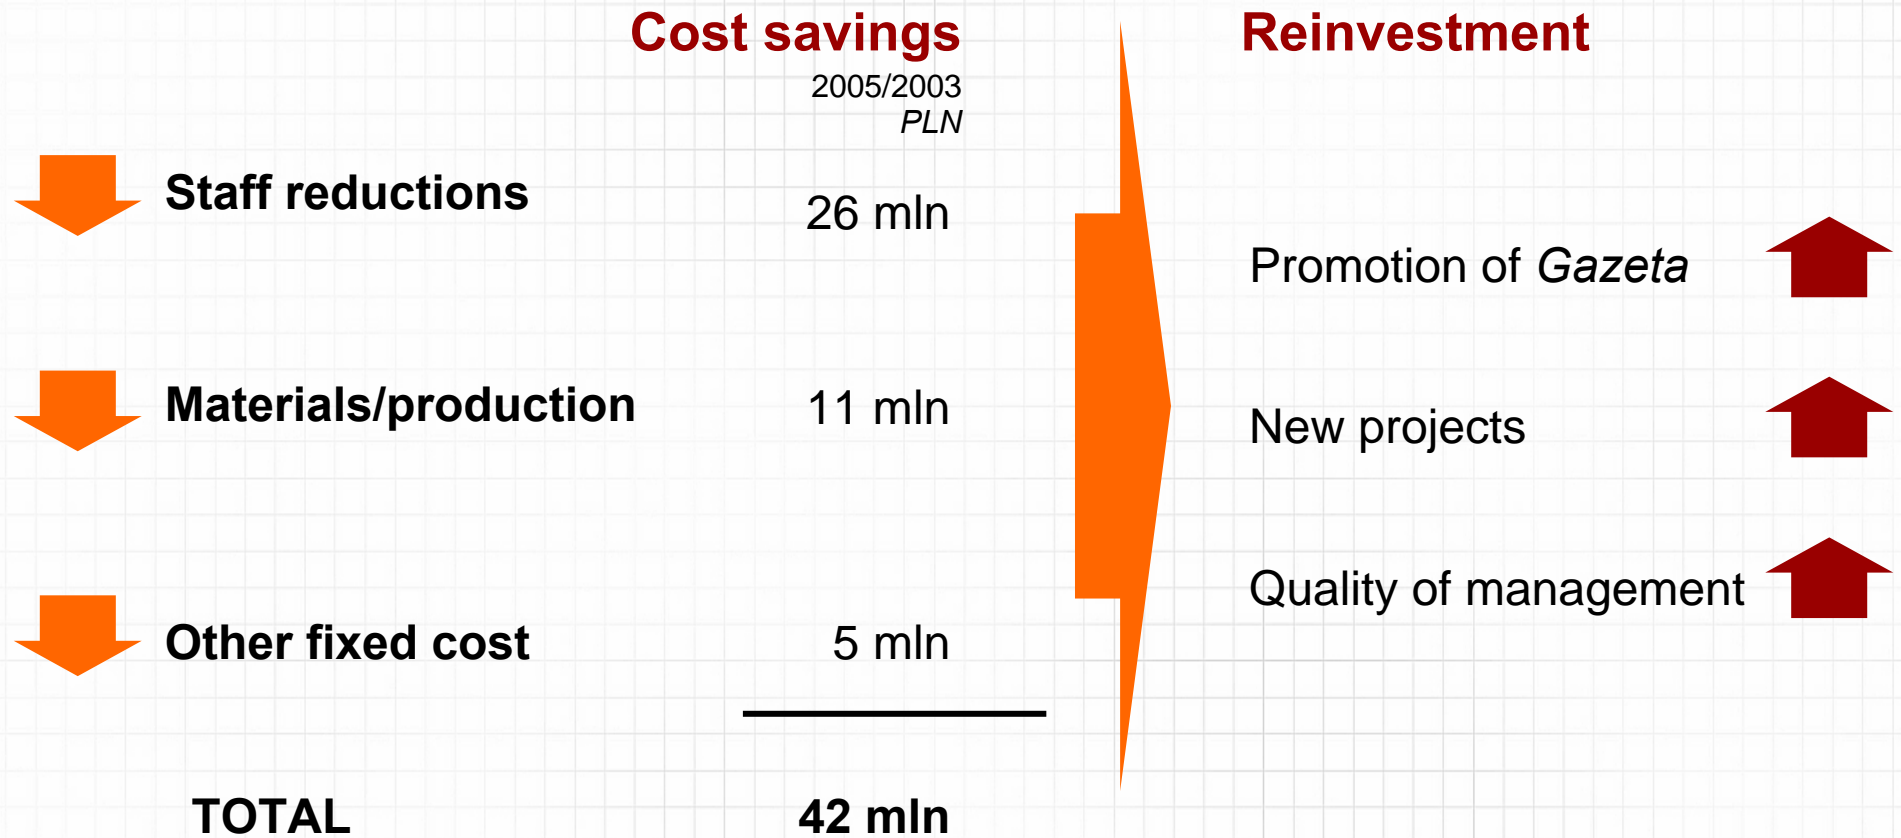 Cost savings
2005/2003
PLN
Staff reductions 26 mln
Materials/production 11 mln
Other fixed cost 5 mln
TOTAL 42 mln
Reinvestment
Promotion of Gazeta
New projects
Quality of management